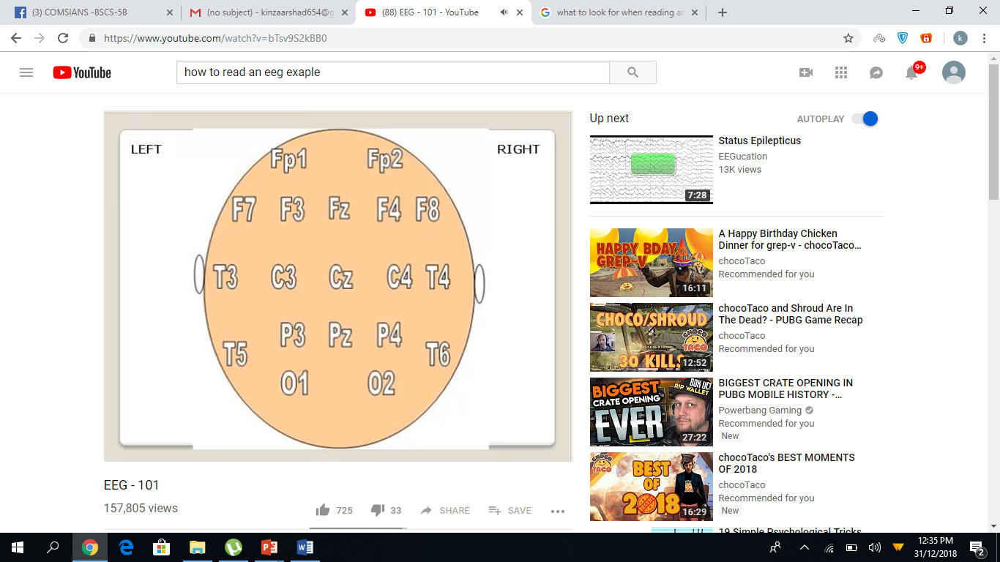 (3) COMSIANS -BSCS-5B
(no subject) - kinzaarshad654@g
(88) EEG - 101 - YouTube
what to look for when reading an
https://www.youtube.com/watch?v=bTsv9S2kBB0
k
YouTube
how to read an eeg exaple
9+
LEFT
RIGHT
Fp1 Fp2
F7 F3 Fz F4 F8
T3 C3 Cz C4 T4
P3 Pz P4
T5 T6
O1 O2
EEG - 101
157,805 views
725 33 SHARE SAVE
Up next
AUTOPLAY
7:28
Status Epilepticus
EEGucation
13K views
HAPPY BDAY
GREP-V
16:11
A Happy Birthday Chicken
Dinner for grep-v - chocoTaco...
chocoTaco
Recommended for you
CHOCO/SHROUD
CHOCO
TACO
30 KILLS
12:52
chocoTaco and Shroud Are In
The Dead? - PUBG Game Recap
chocoTaco
Recommended for you
BIGGEST
CRATE OPENING
EVER
RIP WALLET
27:22
BIGGEST CRATE OPENING IN
PUBG MOBILE HISTORY -...
Powerbang Gaming
Recommended for you
New
CHOCO
TACO
BEST
OF
2018
16:29
chocoTaco's BEST MOMENTS
OF 2018
chocoTaco
Recommended for you
New
19 Simple Psychological Tricks
12:35 PM
31/12/2018
2